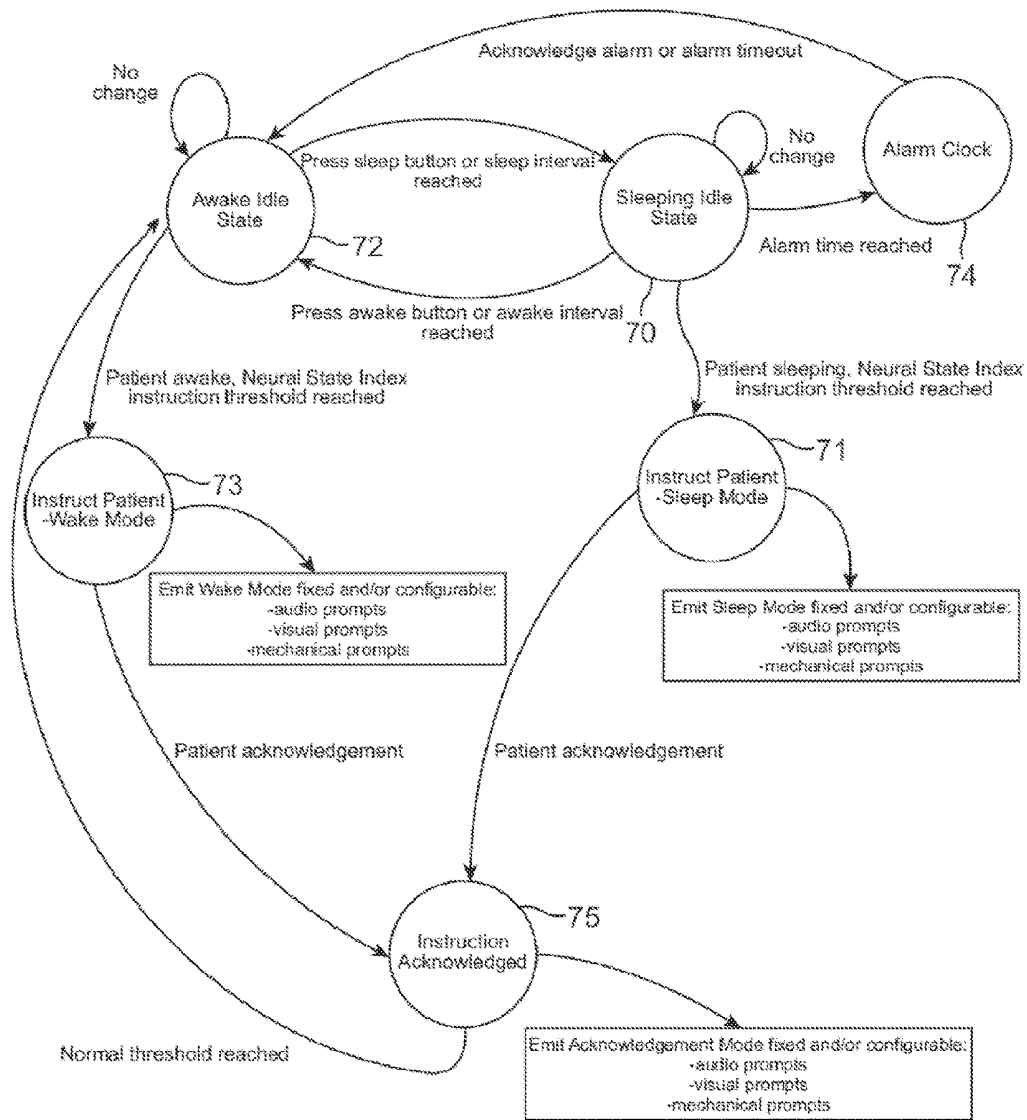 Acknowledge alarm or alarm timeout
No
change
No
change
Alarm Clock
Press sleep button or sleep interval
reached
Awake Idle
State
Sleeping Idle
State
72
Alarm time reached
74
Press awake button or awake interval
reached
70
Patient awake, Neural State Index
instruction threshold reached
Patient sleeping, Neural State Index
instruction threshold reached
73
71
Instruct Patient
-Wake Mode
Instruct Patient
-Sleep Mode
Emit Wake Mode fixed and/or configurable:
-audio prompts
-visual prompts
-mechanical prompts
Emit Sleep Mode fixed and/or configurable:
-audio prompts
-visual prompts
-mechanical prompts
Patient acknowledgement
Patient acknowledgement
75
Instruction
Acknowledged
Normal threshold reached
Emit Acknowledgement Mode fixed and/or configurable:
-audio prompts
-visual prompts
-mechanical prompts